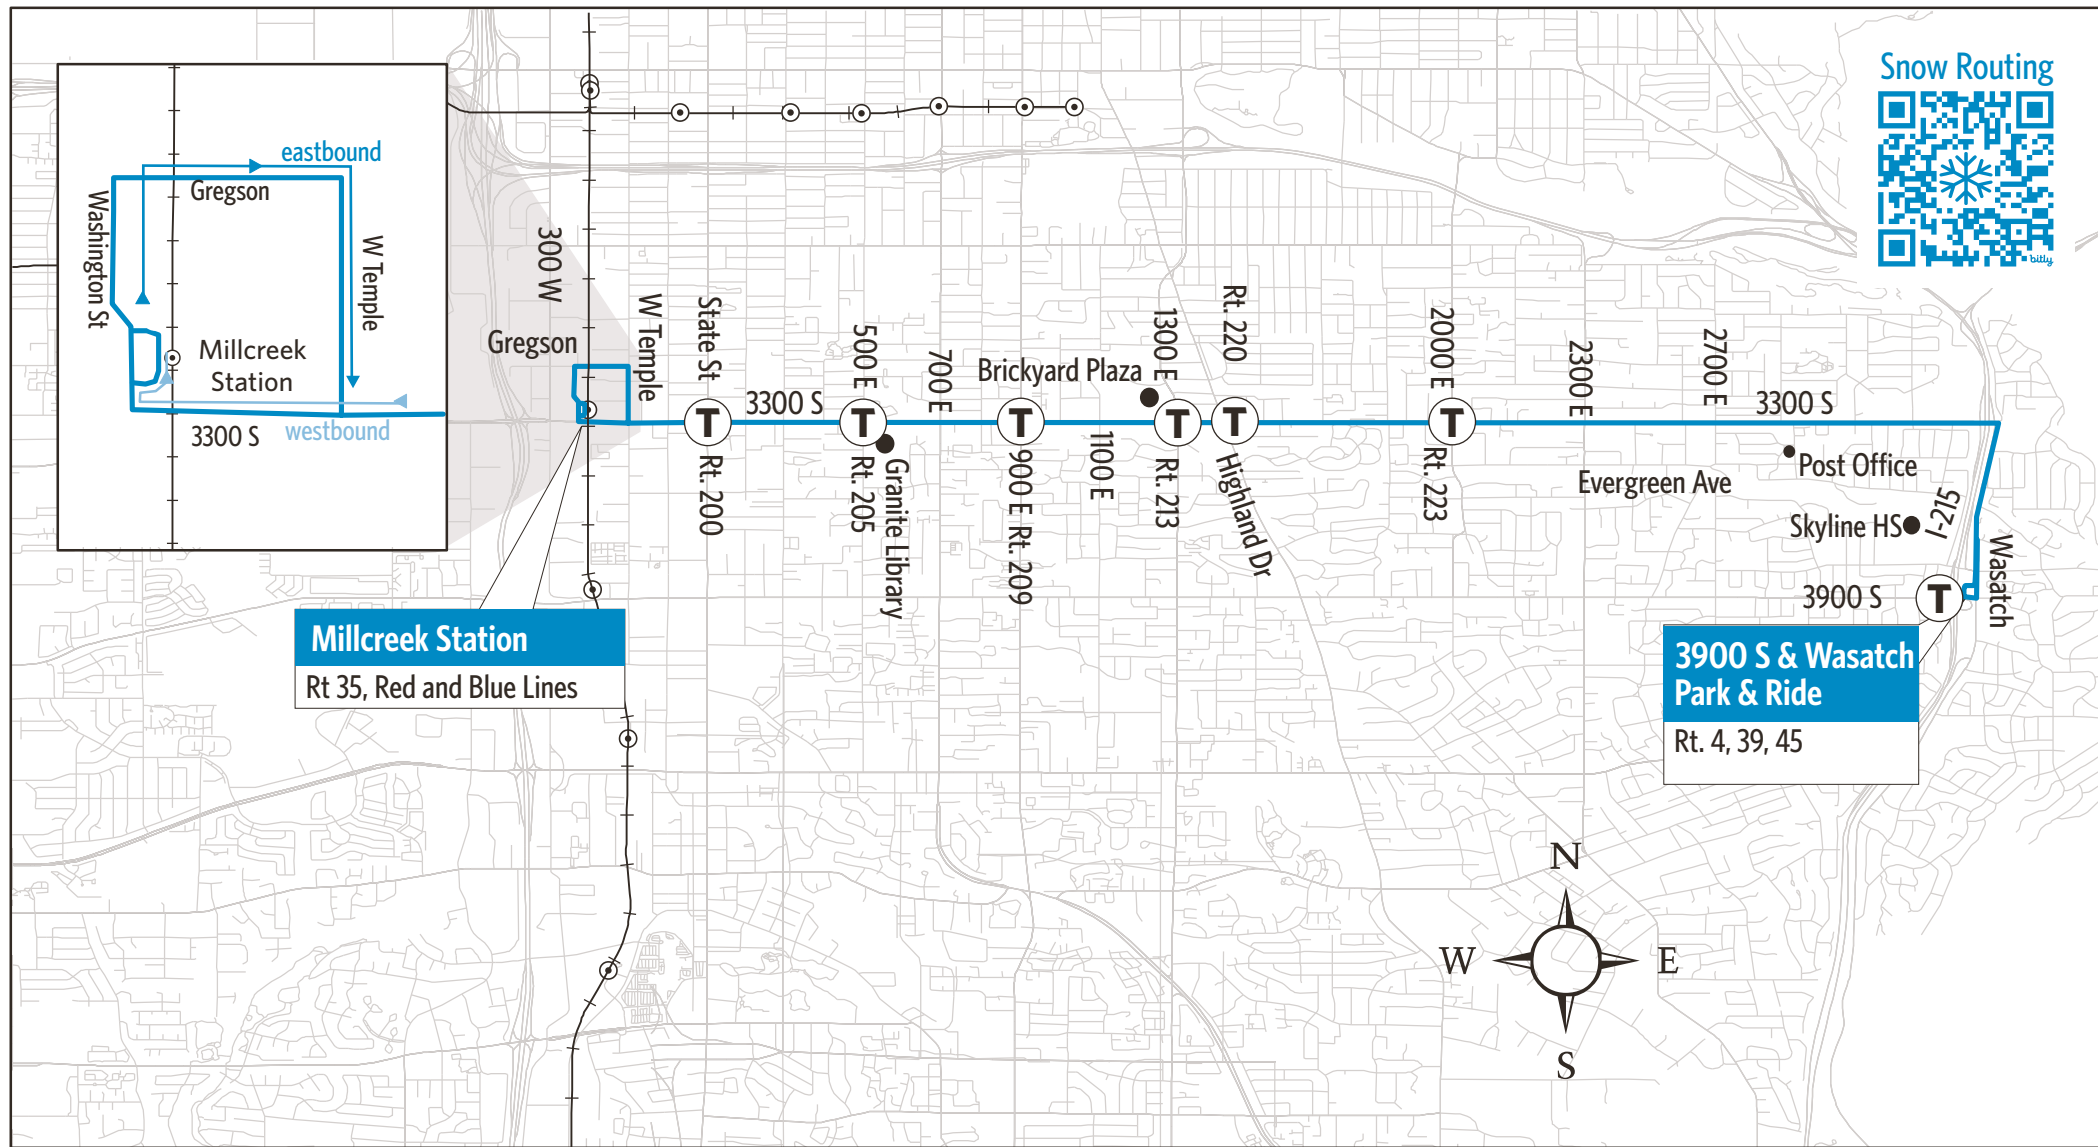 Snow Routing
bitly
eastbound
Gregson
Washington St
W Temple
Millcreek
Station
3300 S
westbound
300 W
Gregson
W Temple
State St
Rt. 200
3300 S
500 E
Rt. 205
Granite Library
700 E
900 E Rt. 209
Brickyard Plaza
1100 E
1300 E
Rt. 213
Rt. 220
Highland Dr
2000 E
Rt. 223
2300 E
2700 E
3300 S
Evergreen Ave
Post Office
Skyline HS
I-215
Wasatch
3900 S
T
T
T
T
T
T
T
Millcreek Station
Rt 35, Red and Blue Lines
3900 S & Wasatch
Park & Ride
Rt. 4, 39, 45
N
W
E
S